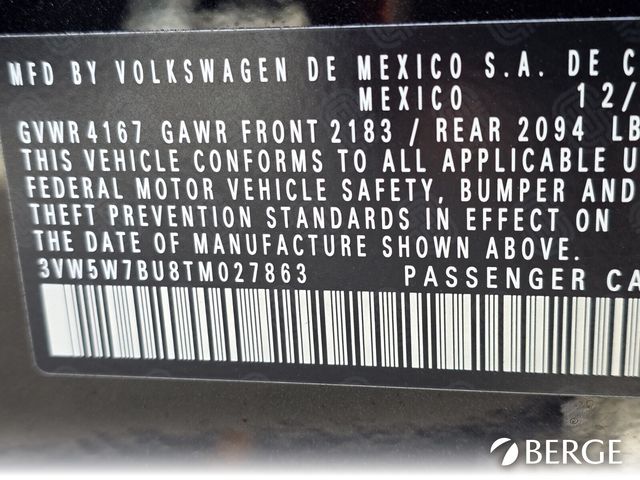 MFD BY VOLKSWAGEN DE MEXICO S.A. DE C
MEXICO 12/
GVWR 4167 GAWR FRONT 2183 / REAR 2094 LB
THIS VEHICLE CONFORMS TO ALL APPLICABLE U
FEDERAL MOTOR VEHICLE SAFETY, BUMPER AND
THEFT PREVENTION STANDARDS IN EFFECT ON
THE DATE OF MANUFACTURE SHOWN ABOVE.
3VW5W7BU8TM027863 PASSENGER CA
BERGE